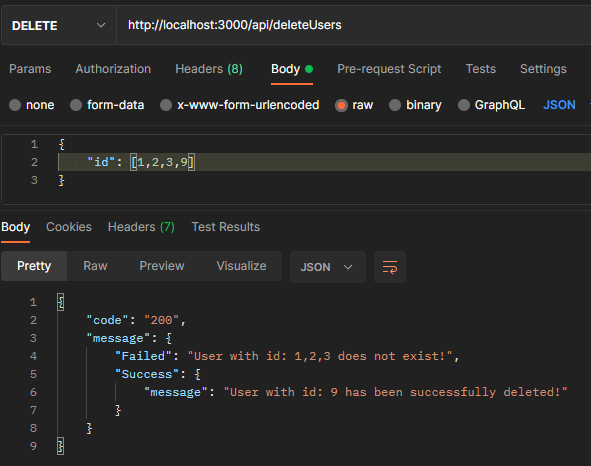 DELETE http://localhost:3000/api/deleteUsers
Params Authorization Headers (8) Body Pre-request Script Tests Settings
none form-data x-www-form-urlencoded raw binary GraphQL JSON
1 {
2 "id": [1,2,3,9]
3 }
Body Cookies Headers (7) Test Results
Pretty Raw Preview Visualize JSON
1 {
2 "code": "200",
3 "message": {
4 "Failed": "User with id: 1,2,3 does not exist!",
5 "Success": {
6 "message": "User with id: 9 has been successfully deleted!"
7 }
8 }
9 }